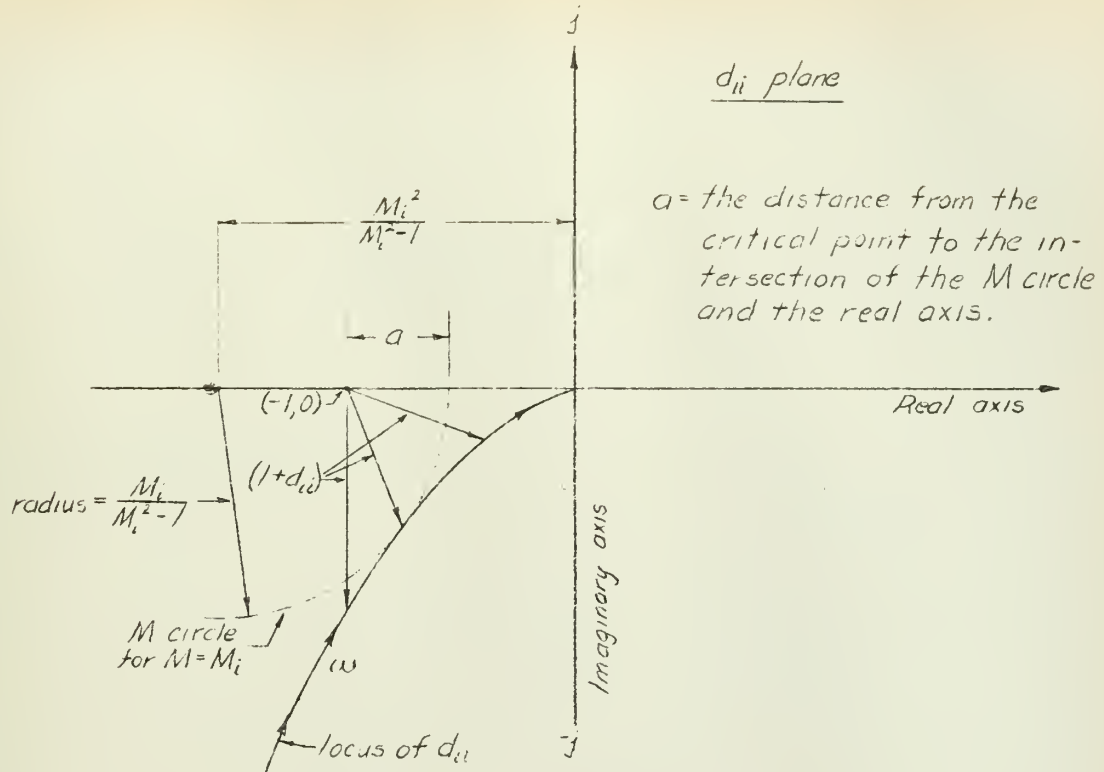 j
d_ii plane
M_i^2
M_i^2-1
a = the distance from the
critical point to the in-
tersection of the M circle
and the real axis.
a
(-1,0)
Real axis
(1+d_ii)
radius = M_i
M_i^2-1
Imaginary axis
M circle
for M=M_i
ω
-j
locus of d_ii